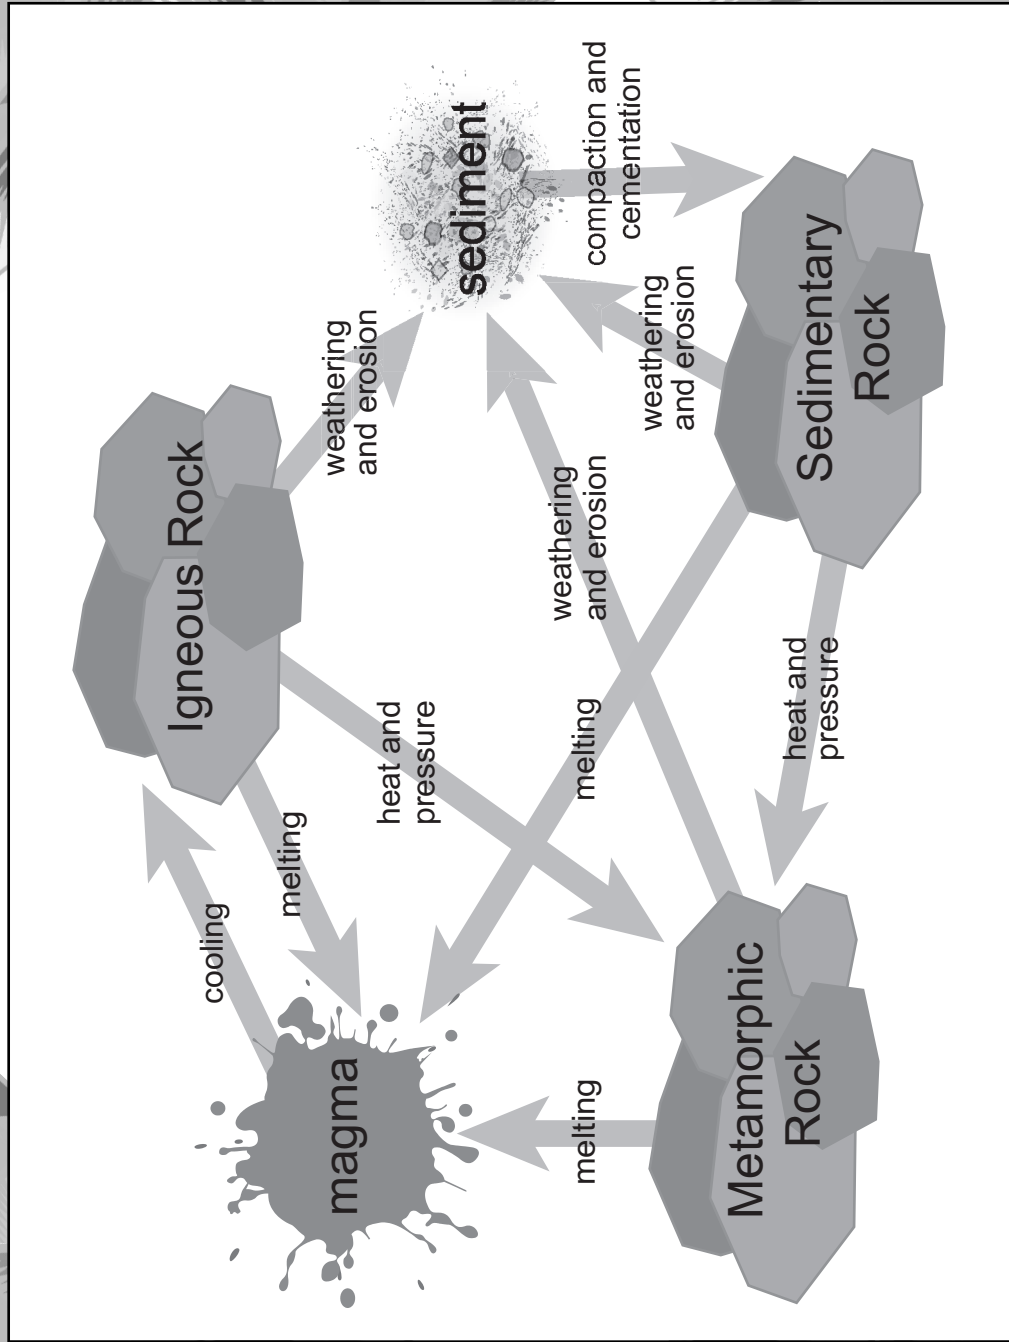 Igneous Rock
cooling
melting
weathering
and erosion
magma
heat and
pressure
sediment
melting
weathering
and erosion
compaction and
cementation
melting
weathering
and erosion
Metamorphic
Rock
heat and
pressure
Sedimentary
Rock